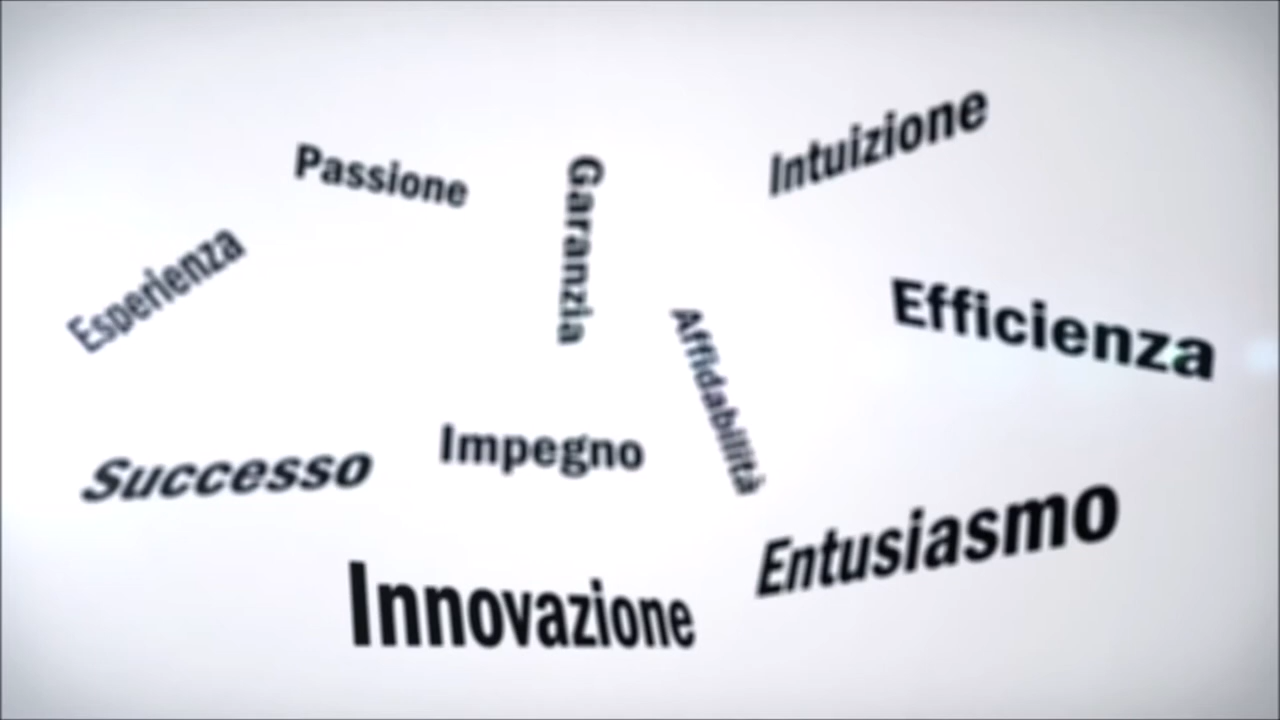 Intuizione
Passione
Garanzia
Esperienza
Efficienza
Affidabilità
Impegno
Successo
Entusiasmo
Innovazione